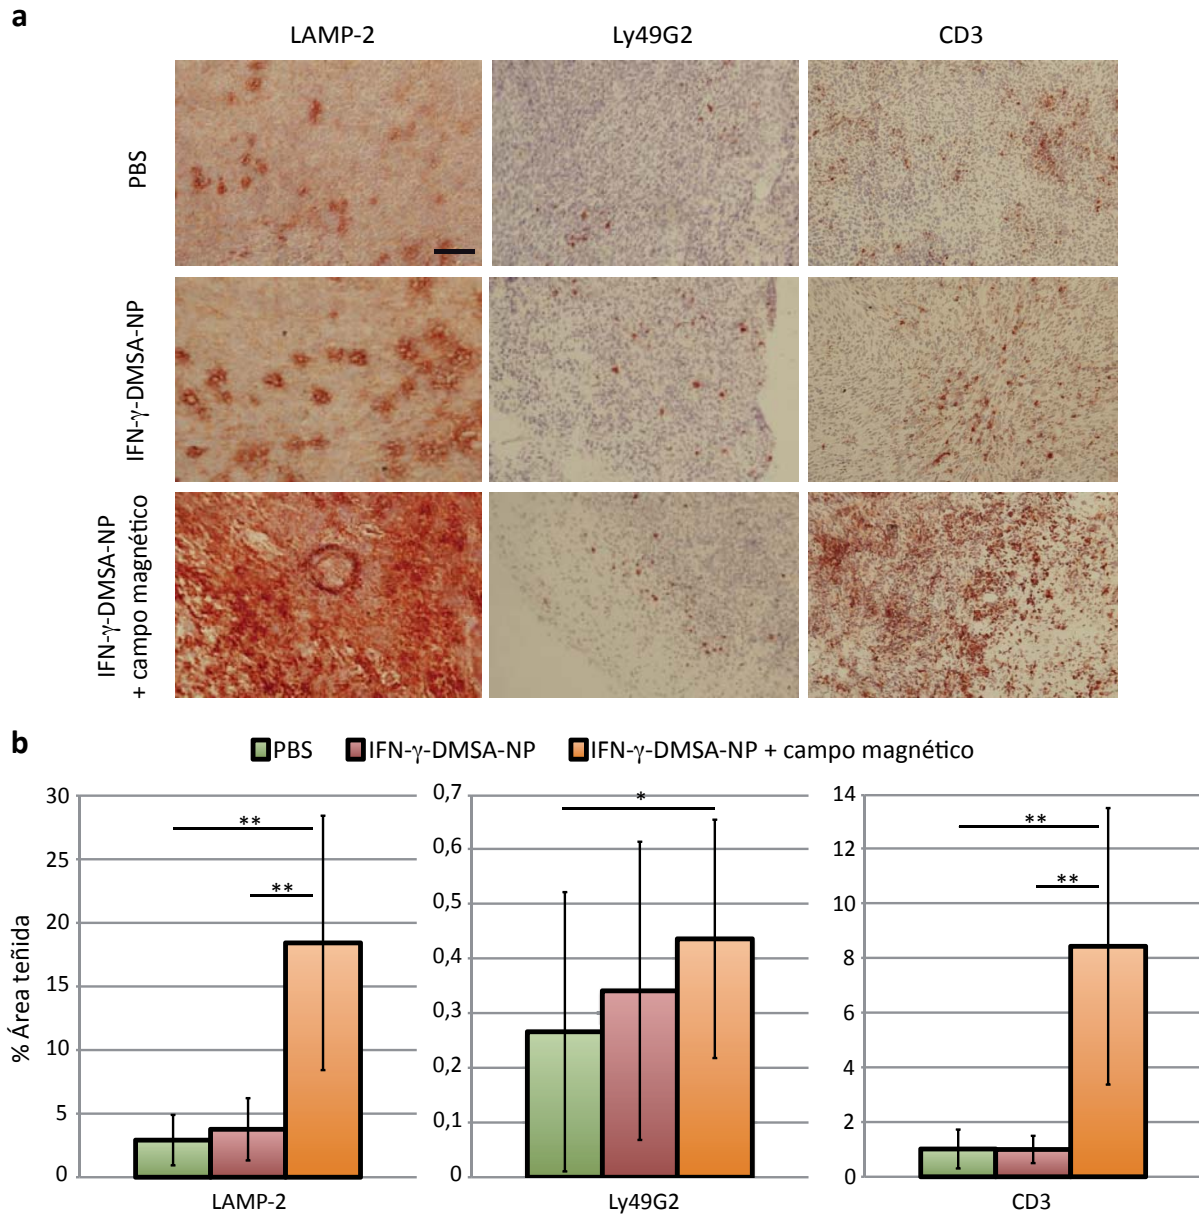 a
LAMP-2
Ly49G2
CD3
PBS
IFN-γ-DMSA-NP
IFN-γ-DMSA-NP
+ campo magnético
b
PBS
IFN-γ-DMSA-NP
IFN-γ-DMSA-NP + campo magnético
% Área teñida
30
25
20
15
10
5
0
**
**
LAMP-2
0,7
0,6
0,5
0,4
0,3
0,2
0,1
0
*
Ly49G2
14
12
10
8
6
4
2
0
**
**
CD3